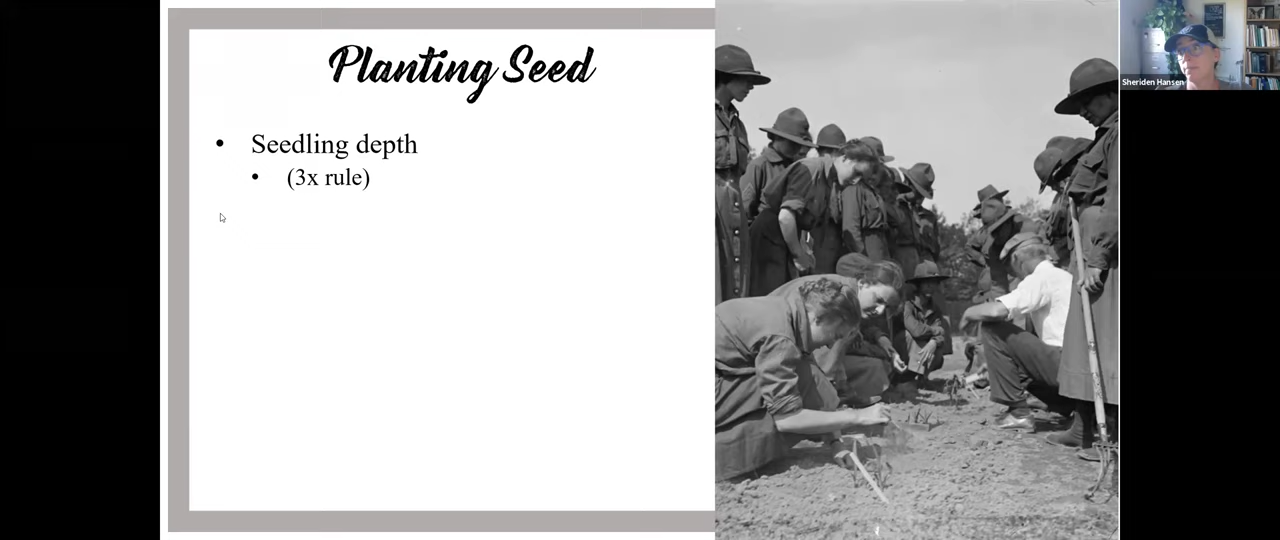 Planting Seed
• Seedling depth
• (3x rule)
Sheriden Hansen